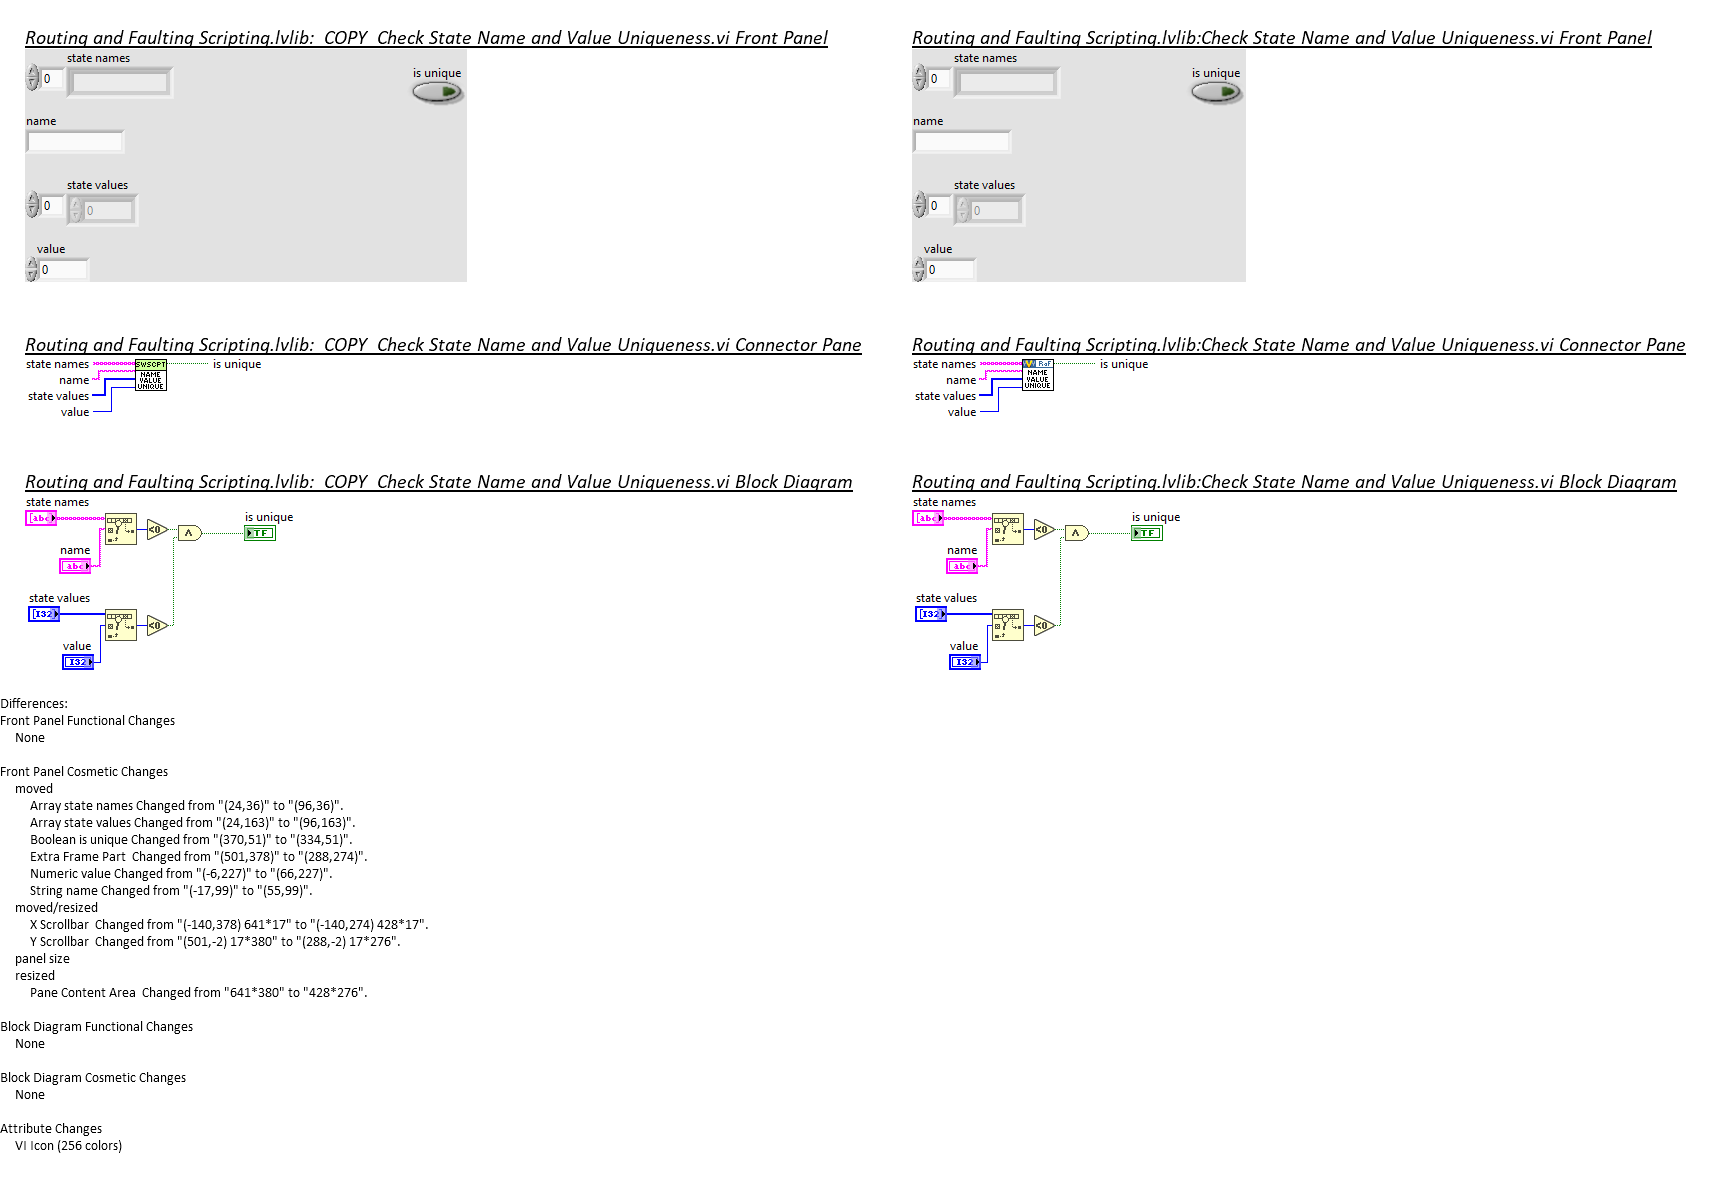 Routing and Faulting Scripting.lvlib:  COPY  Check State Name and Value Uniqueness.vi Front Panel
state names
0
is unique
name
state values
0
0
value
0
Routing and Faulting Scripting.lvlib:Check State Name and Value Uniqueness.vi Front Panel
state names
0
is unique
name
state values
0
0
value
0
Routing and Faulting Scripting.lvlib:  COPY  Check State Name and Value Uniqueness.vi Connector Pane
state names
name
state values
value
SWSCPT
NAME
VALUE
UNIQUE
is unique
Routing and Faulting Scripting.lvlib:Check State Name and Value Uniqueness.vi Connector Pane
state names
name
state values
value
RaF
NAME
VALUE
UNIQUE
is unique
Routing and Faulting Scripting.lvlib:  COPY  Check State Name and Value Uniqueness.vi Block Diagram
state names
[abc]
<0
is unique
TF
name
abc
state values
[I32]
<0
value
I32
Routing and Faulting Scripting.lvlib:Check State Name and Value Uniqueness.vi Block Diagram
state names
[abc]
<0
is unique
TF
name
abc
state values
[I32]
<0
value
I32
Differences:
Front Panel Functional Changes
None
Front Panel Cosmetic Changes
moved
Array state names Changed from "(24,36)" to "(96,36)".
Array state values Changed from "(24,163)" to "(96,163)".
Boolean is unique Changed from "(370,51)" to "(334,51)".
Extra Frame Part  Changed from "(501,378)" to "(288,274)".
Numeric value Changed from "(-6,227)" to "(66,227)".
String name Changed from "(-17,99)" to "(55,99)".
moved/resized
X Scrollbar  Changed from "(-140,378) 641*17" to "(-140,274) 428*17".
Y Scrollbar  Changed from "(501,-2) 17*380" to "(288,-2) 17*276".
panel size
resized
Pane Content Area  Changed from "641*380" to "428*276".
Block Diagram Functional Changes
None
Block Diagram Cosmetic Changes
None
Attribute Changes
VI Icon (256 colors)